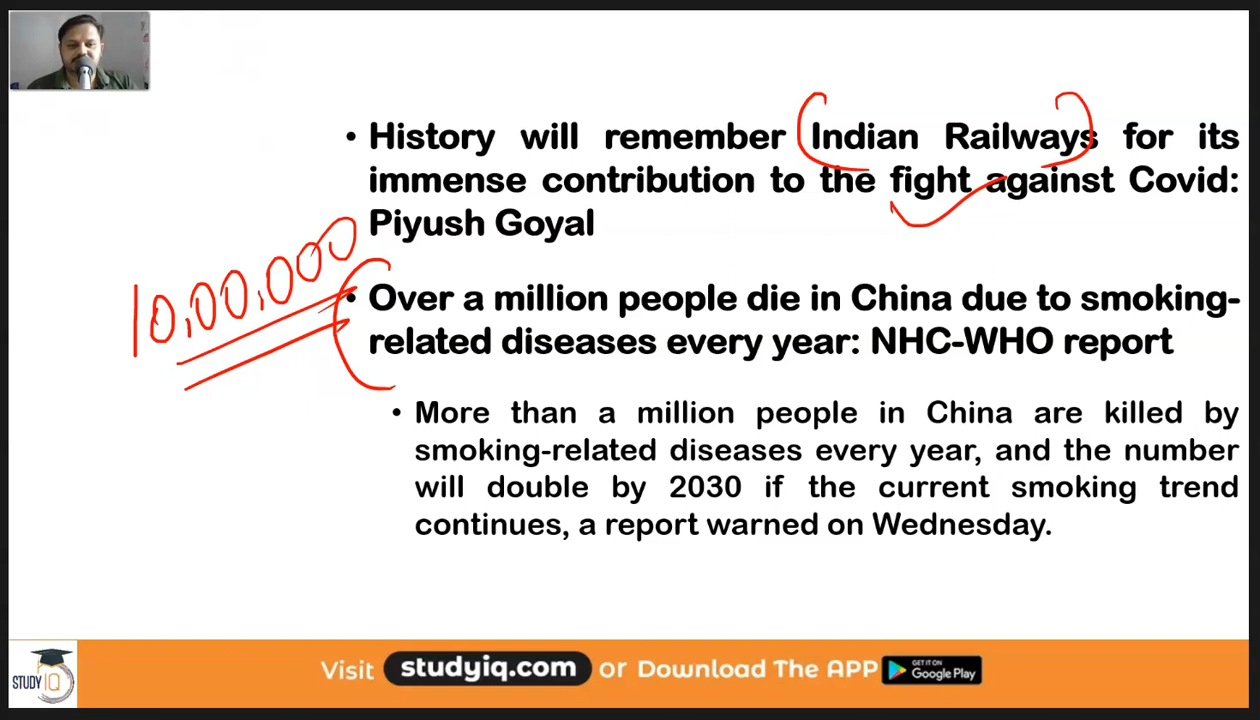 • History will remember Indian Railways for its
immense contribution to the fight against Covid:
Piyush Goyal
10,00,000
• Over a million people die in China due to smoking-
related diseases every year: NHC-WHO report
• More than a million people in China are killed by
smoking-related diseases every year, and the number
will double by 2030 if the current smoking trend
continues, a report warned on Wednesday.
STUDY IQ
Visit studyiq.com or Download The APP GET IT ON Google Play